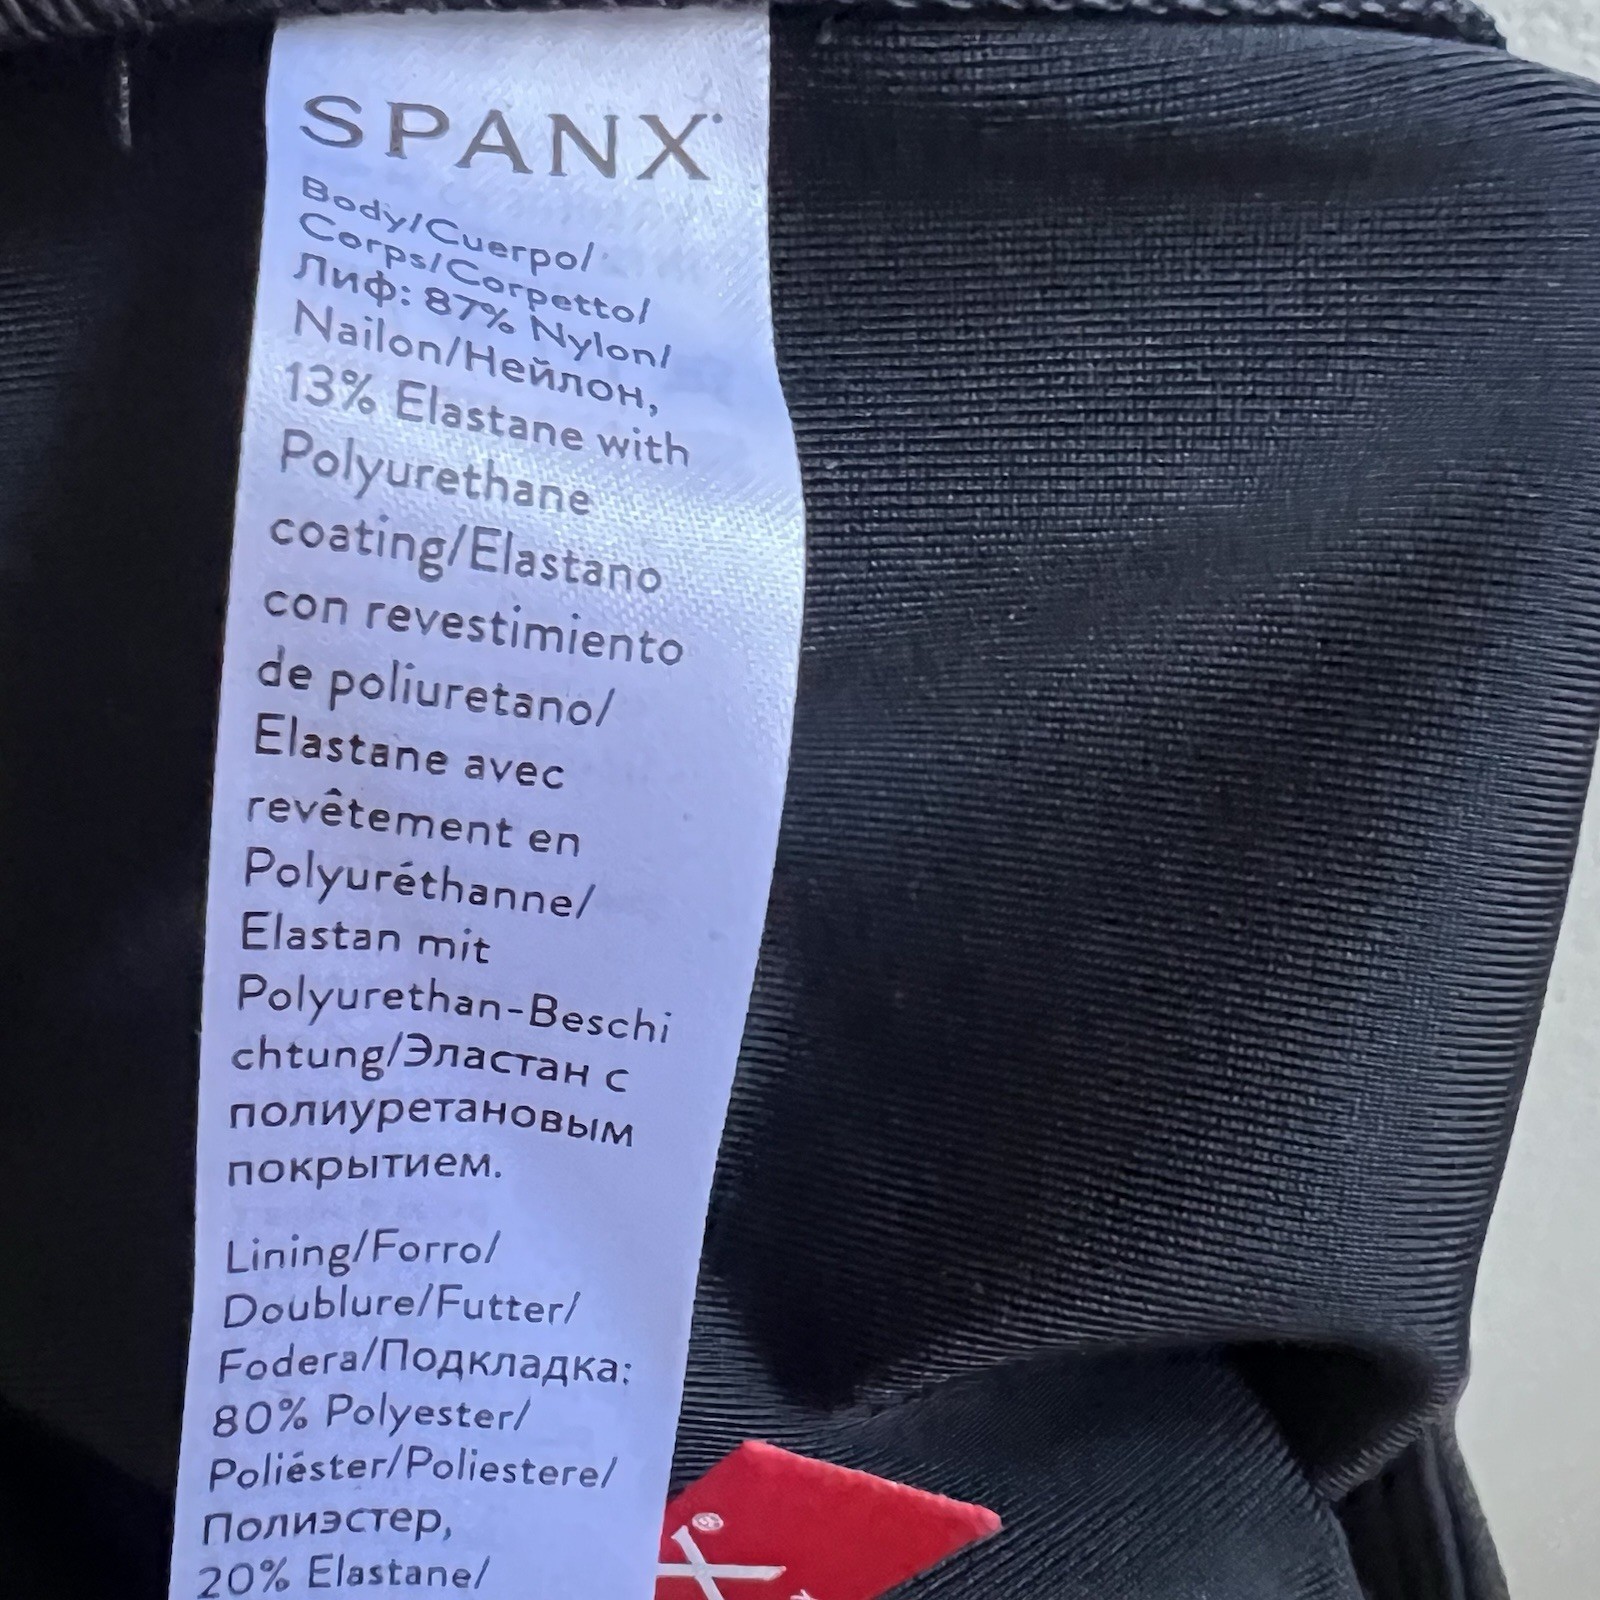 SPANX®
Body/Cuerpo/
Corps/Corpetto/
Лиф: 87% Nylon/
Nailon/Нейлон,
13% Elastane with
Polyurethane
coating/Elastano
con revestimiento
de poliuretano/
Elastane avec
revêtement en
Polyuréthanne/
Elastan mit
Polyurethan-Beschi
chtung/Эластан с
полиуретановым
покрытием.
Lining/Forro/
Doublure/Futter/
Fodera/Подкладка:
80% Polyester/
Poliéster/Poliestere/
Полиэстер,
20% Elastane/
X®